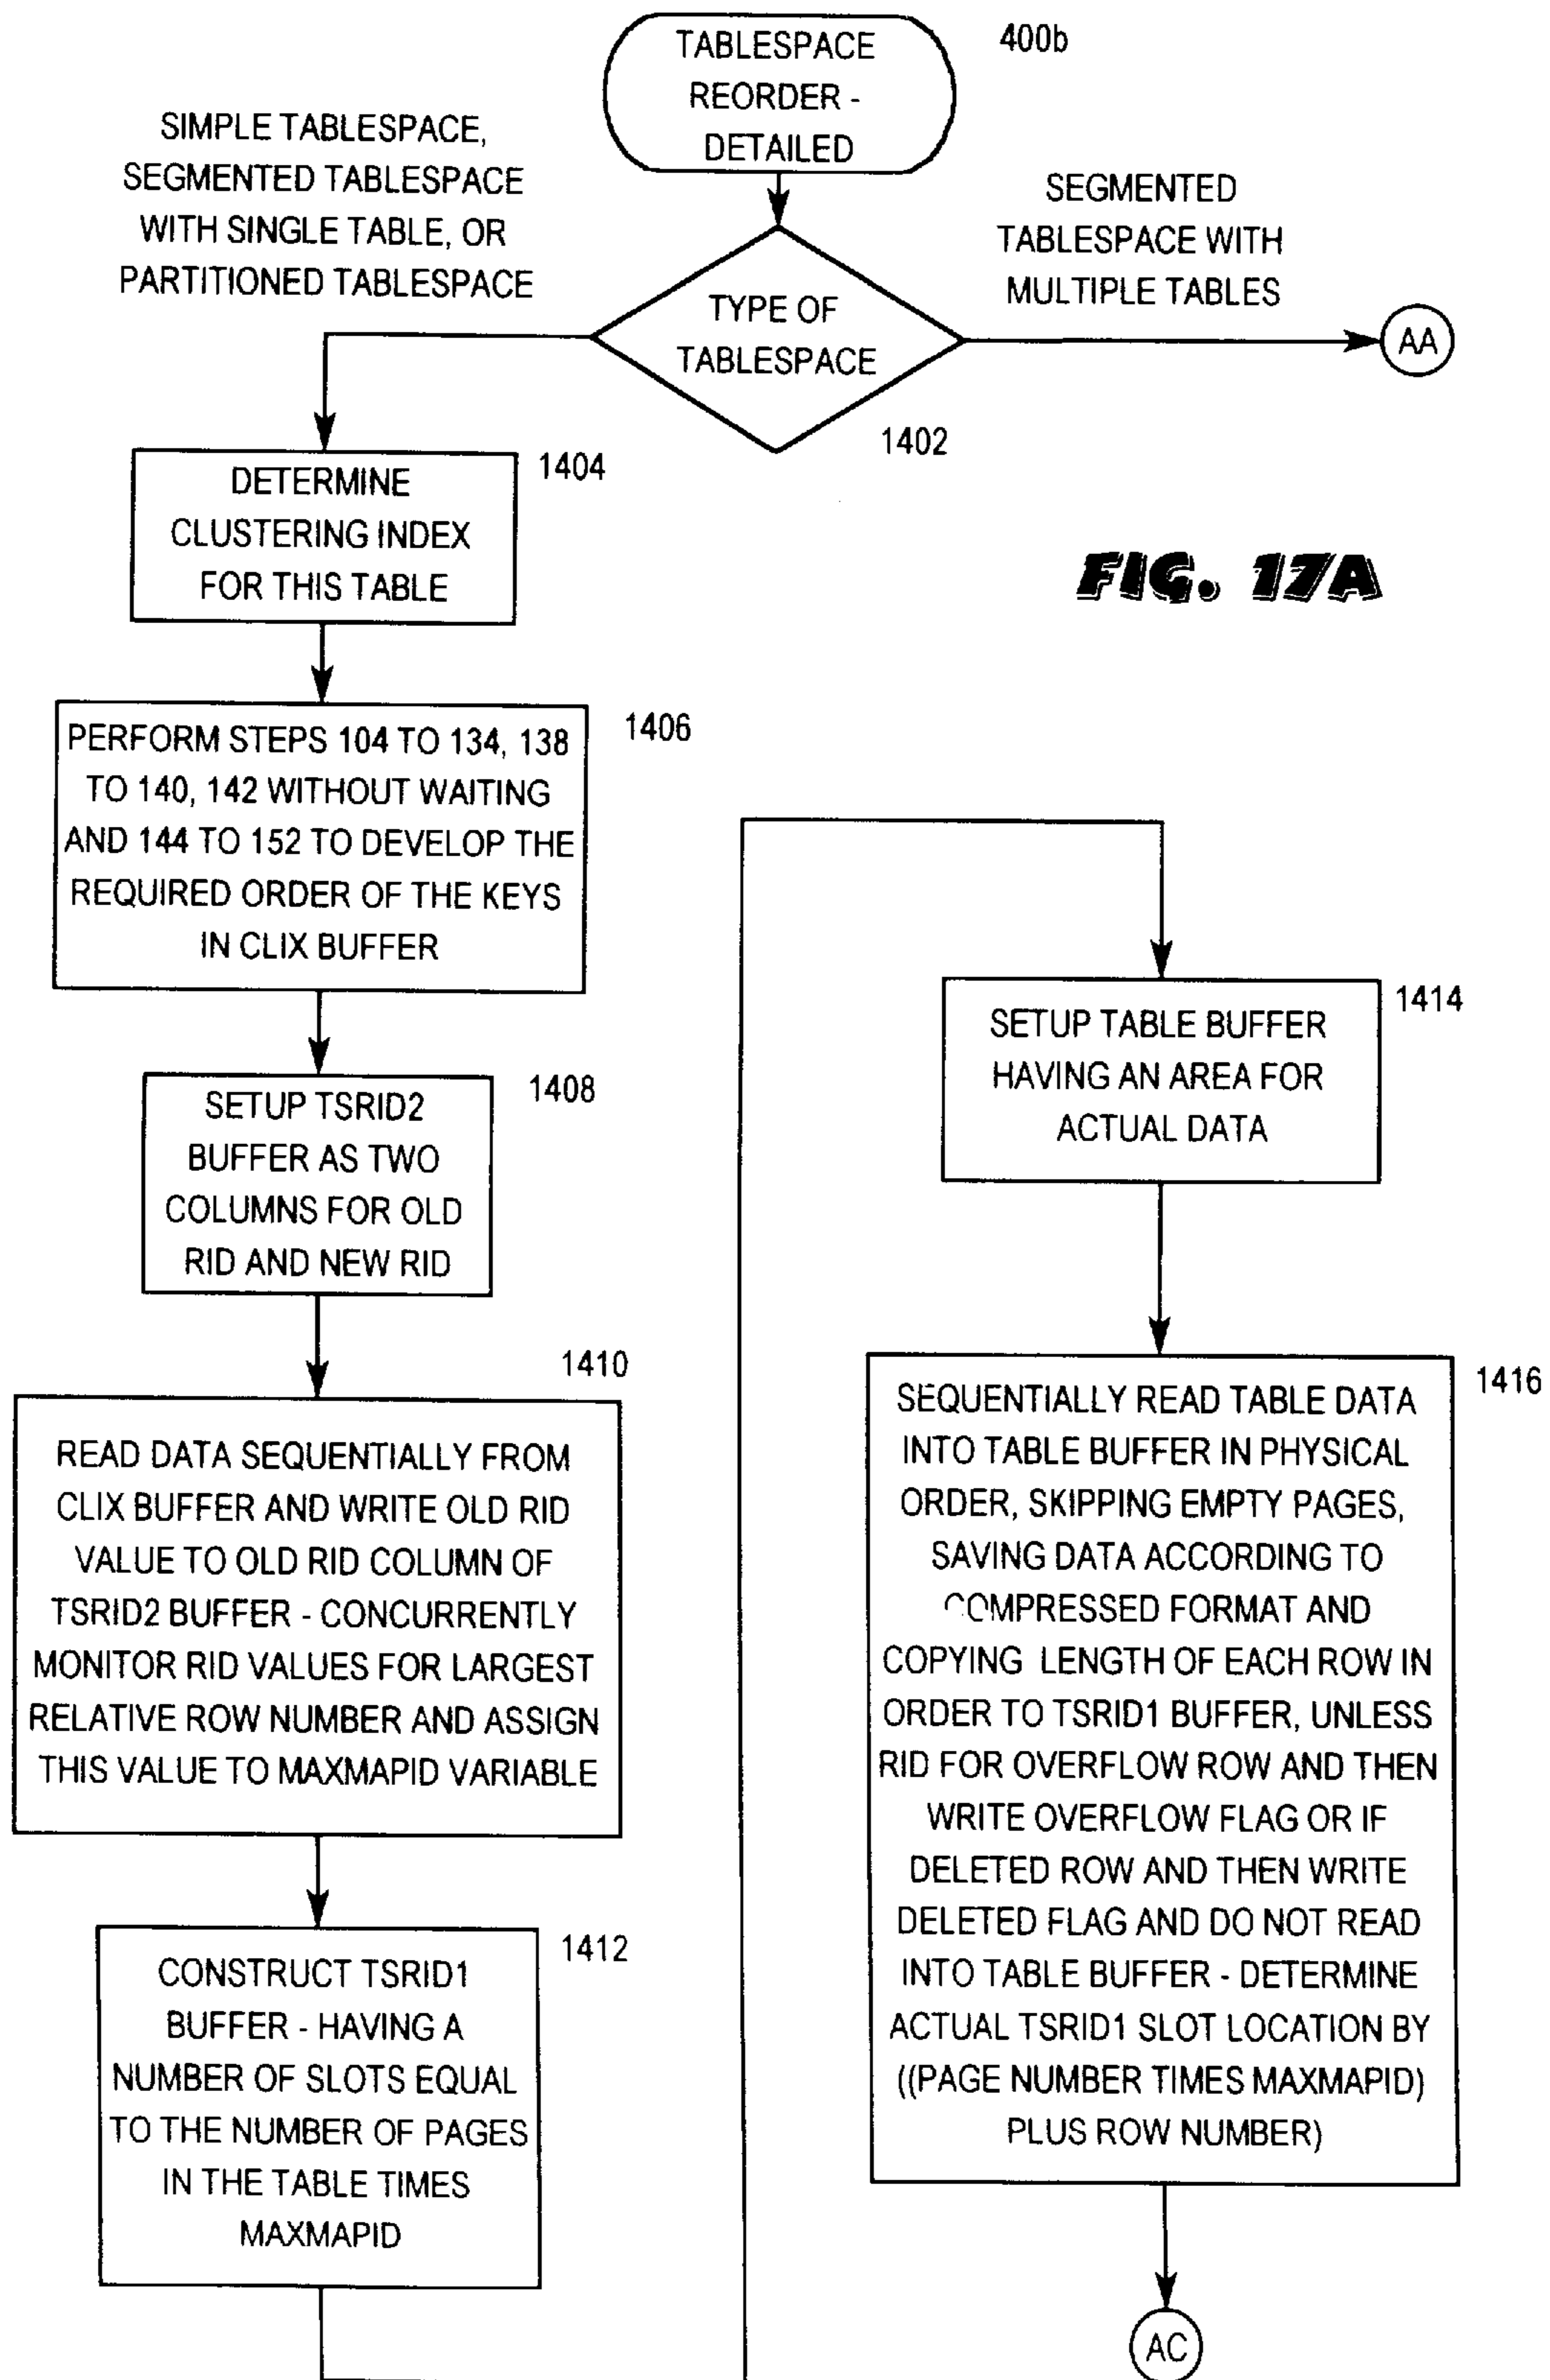 TABLESPACE
REORDER -
DETAILED
400b
SIMPLE TABLESPACE,
SEGMENTED TABLESPACE
WITH SINGLE TABLE, OR
PARTITIONED TABLESPACE
SEGMENTED
TABLESPACE WITH
MULTIPLE TABLES
TYPE OF
TABLESPACE
AA
1402
DETERMINE
CLUSTERING INDEX
FOR THIS TABLE
1404
FIG. 17A
PERFORM STEPS 104 TO 134, 138
TO 140, 142 WITHOUT WAITING
AND 144 TO 152 TO DEVELOP THE
REQUIRED ORDER OF THE KEYS
IN CLIX BUFFER
1406
SETUP TSRID2
BUFFER AS TWO
COLUMNS FOR OLD
RID AND NEW RID
1408
1410
READ DATA SEQUENTIALLY FROM
CLIX BUFFER AND WRITE OLD RID
VALUE TO OLD RID COLUMN OF
TSRID2 BUFFER - CONCURRENTLY
MONITOR RID VALUES FOR LARGEST
RELATIVE ROW NUMBER AND ASSIGN
THIS VALUE TO MAXMAPID VARIABLE
CONSTRUCT TSRID1
BUFFER - HAVING A
NUMBER OF SLOTS EQUAL
TO THE NUMBER OF PAGES
IN THE TABLE TIMES
MAXMAPID
1412
SETUP TABLE BUFFER
HAVING AN AREA FOR
ACTUAL DATA
1414
SEQUENTIALLY READ TABLE DATA
INTO TABLE BUFFER IN PHYSICAL
ORDER, SKIPPING EMPTY PAGES,
SAVING DATA ACCORDING TO
COMPRESSED FORMAT AND
COPYING LENGTH OF EACH ROW IN
ORDER TO TSRID1 BUFFER, UNLESS
RID FOR OVERFLOW ROW AND THEN
WRITE OVERFLOW FLAG OR IF
DELETED ROW AND THEN WRITE
DELETED FLAG AND DO NOT READ
INTO TABLE BUFFER - DETERMINE
ACTUAL TSRID1 SLOT LOCATION BY
((PAGE NUMBER TIMES MAXMAPID)
PLUS ROW NUMBER)
1416
AC